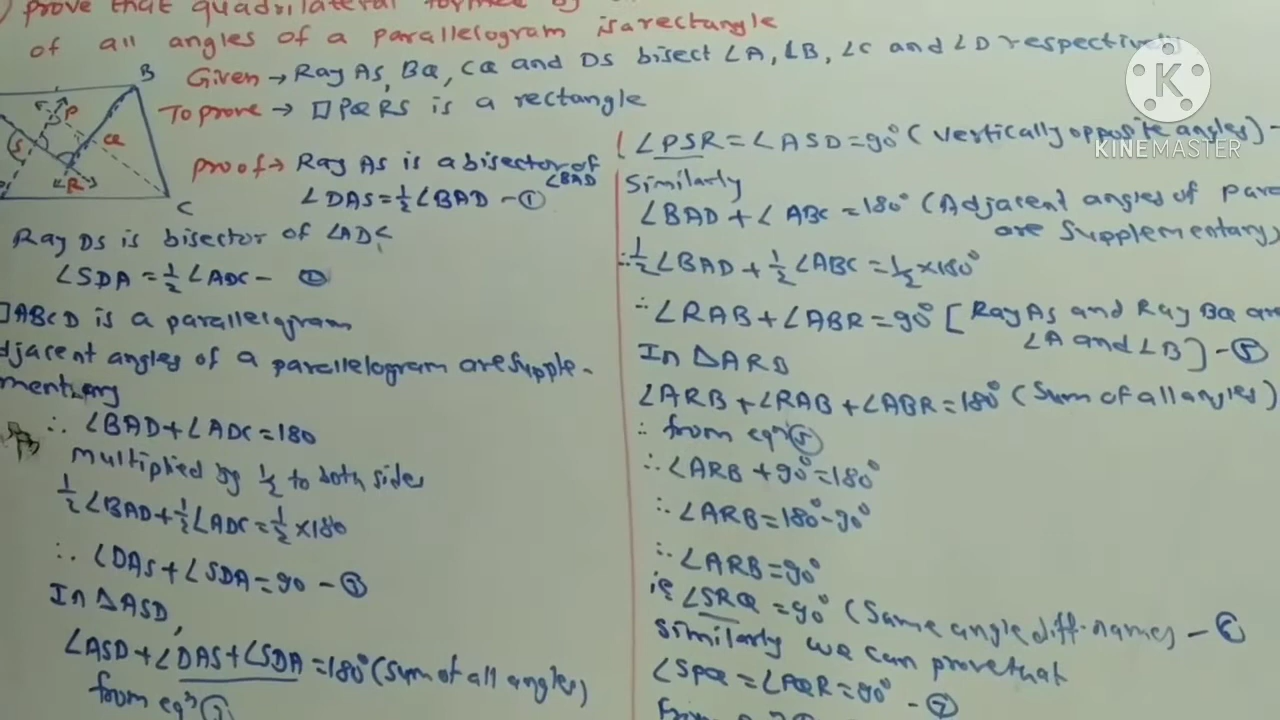 prove that quadrilateral formed by
of all angles of a parallelogram is a rectangle
Given → Ray AS, BQ, CQ and DS bisect ∠A, ∠B, ∠C and ∠D respectively
To prove → □PQRS is a rectangle
B
P
Q
S
R
C
proof → Ray AS is a bisector of
∠BAD
∠DAS = ½ ∠BAD - ①
Ray DS is bisector of ∠ADC
∠SDA = ½ ∠ADC - ②
□ABCD is a parallelogram
djacent angles of a parallelogram are supple-
mentary
∴ ∠BAD + ∠ADC = 180
multiplied by ½ to both sides
½ ∠BAD + ½ ∠ADC = ½ × 180
∴ ∠DAS + ∠SDA = 90 - ③
In △ASD,
∠ASD + ∠DAS + ∠SDA = 180° (Sum of all angles)
from eqn ③
∠PSR = ∠ASD = 90° (vertically opposite angles) -
Similarly
∠BAD + ∠ABC = 180° (Adjacent angles of para
are supplementary)
∴ ½ ∠BAD + ½ ∠ABC = ½ × 180°
∴ ∠RAB + ∠ABR = 90° [Ray AS and Ray BQ are
∠A and ∠B] - ⑤
In △ARB
∠ARB + ∠RAB + ∠ABR = 180° (Sum of all angles)
∴ from eqn ⑤
∴ ∠ARB + 90° = 180°
∴ ∠ARB = 180° - 90°
∴ ∠ARB = 90°
ie ∠SRQ = 90° (Same angle diff. names) - ⑥
similarly we can prove that
∠SPQ = ∠PQR = 90° - ⑦
From
K
KINEMASTER